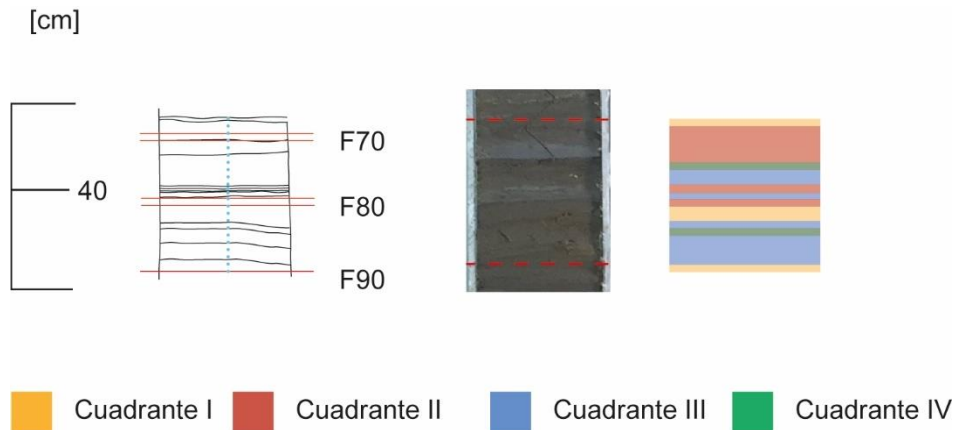 [cm]
F70
40
F80
F90
Cuadrante I
Cuadrante II
Cuadrante III
Cuadrante IV